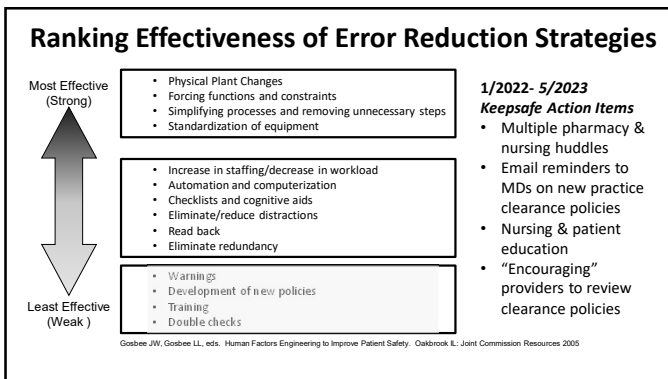 Ranking Effectiveness of Error Reduction Strategies
Most Effective
(Strong)
• Physical Plant Changes
• Forcing functions and constraints
• Simplifying processes and removing unnecessary steps
• Standardization of equipment
• Increase in staffing/decrease in workload
• Automation and computerization
• Checklists and cognitive aids
• Eliminate/reduce distractions
• Read back
• Eliminate redundancy
• Warnings
• Development of new policies
• Training
• Double checks
Least Effective
(Weak )
1/2022- 5/2023
Keepsafe Action Items
• Multiple pharmacy &
nursing huddles
• Email reminders to
MDs on new practice
clearance policies
• Nursing & patient
education
• “Encouraging”
providers to review
clearance policies
Gosbee JW, Gosbee LL, eds. Human Factors Engineering to Improve Patient Safety. Oakbrook IL: Joint Commission Resources 2005